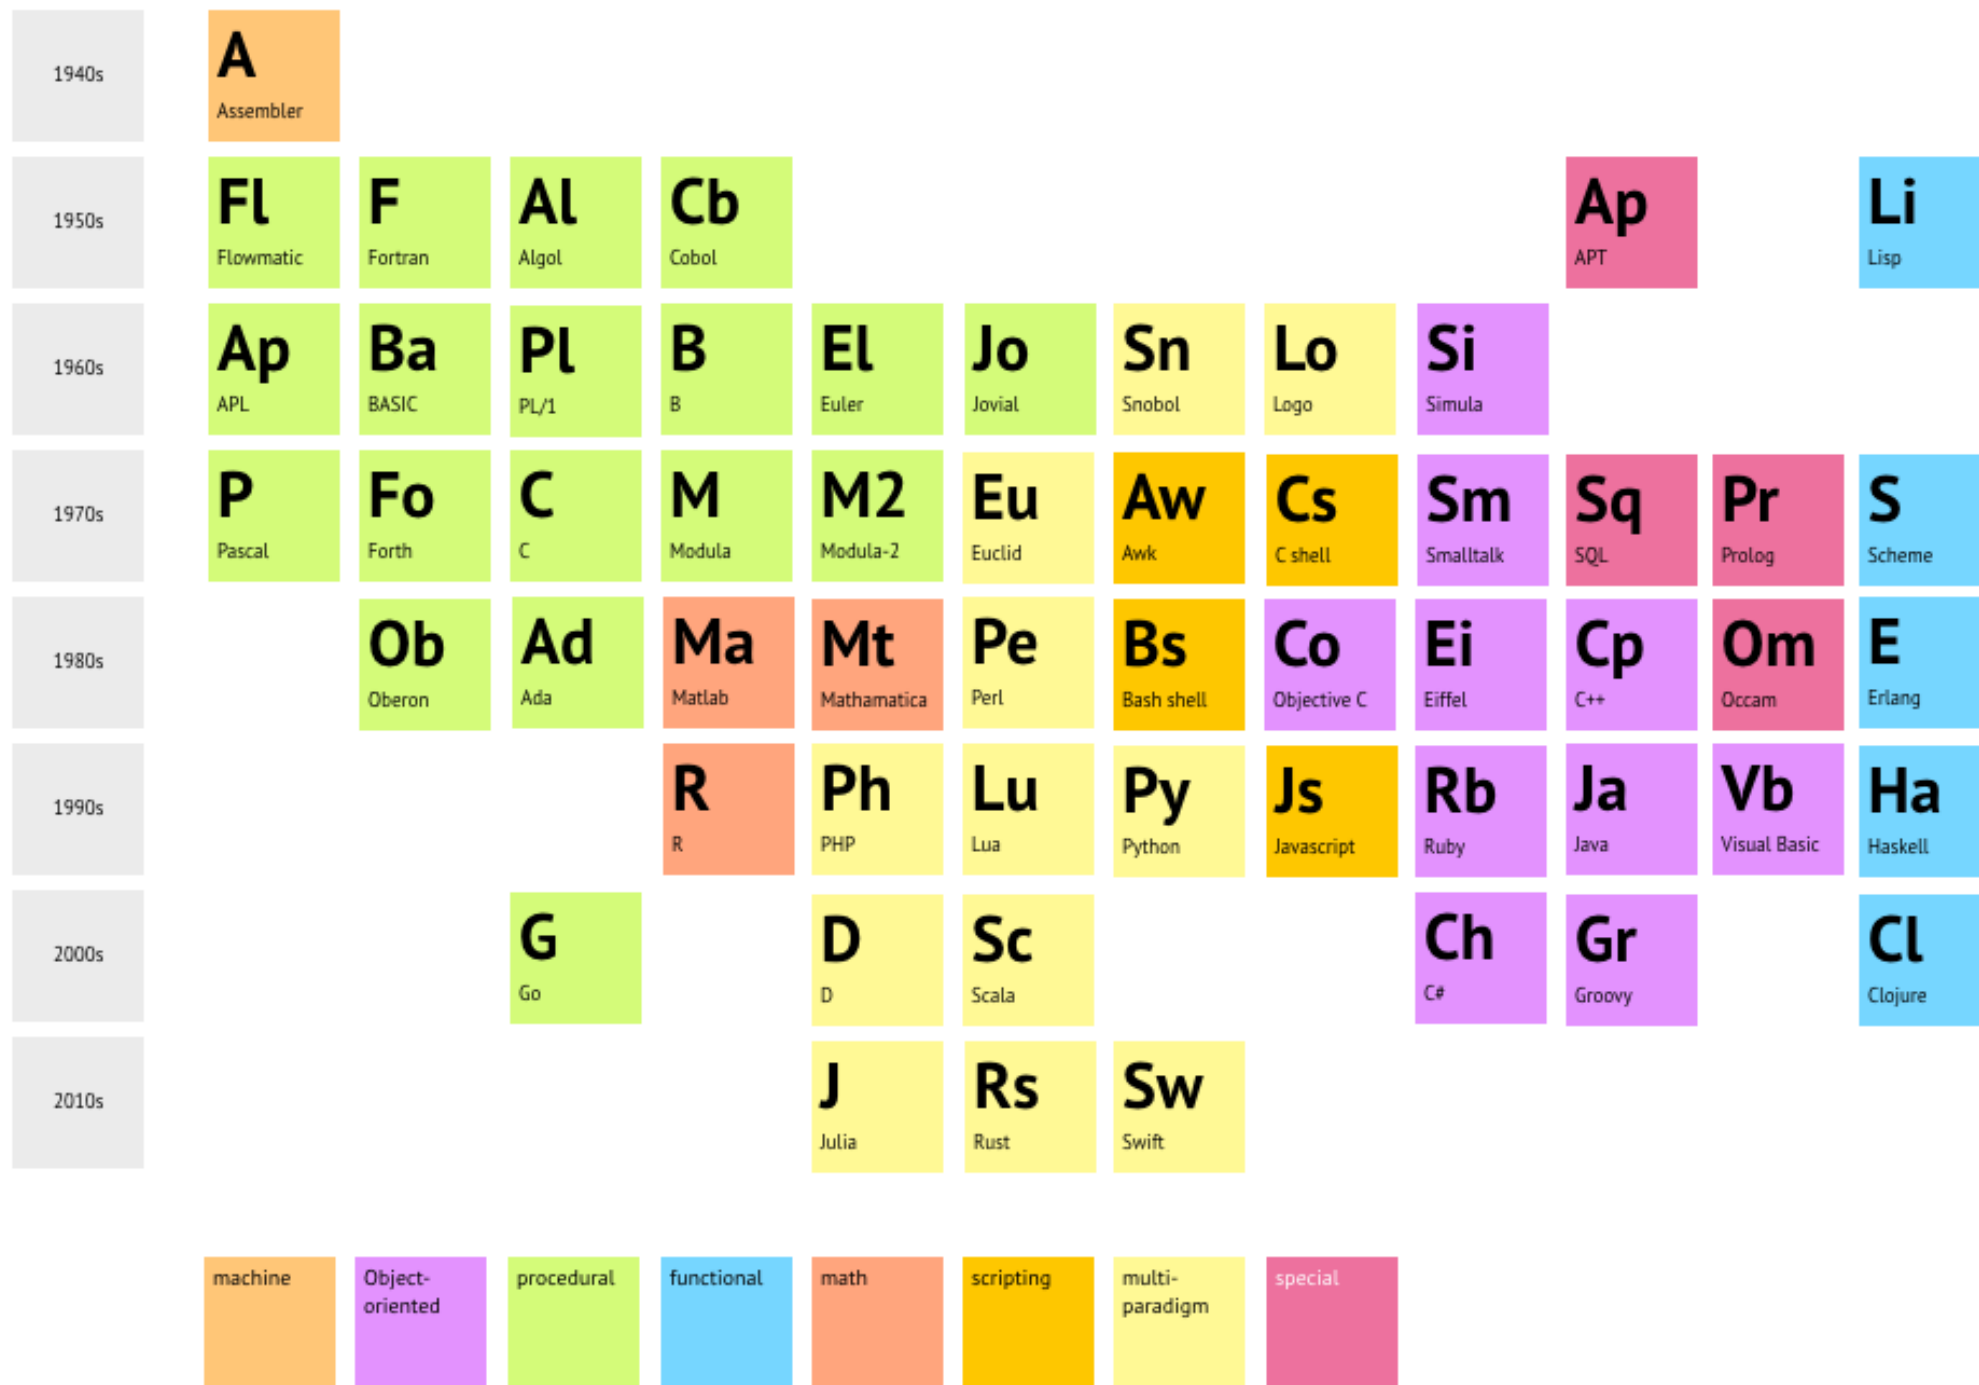 1940s
A
Assembler
1950s
Fl
Flowmatic
F
Fortran
Al
Algol
Cb
Cobol
Ap
APT
Li
Lisp
1960s
Ap
APL
Ba
BASIC
Pl
PL/1
B
B
El
Euler
Jo
Jovial
Sn
Snobol
Lo
Logo
Si
Simula
1970s
P
Pascal
Fo
Forth
C
C
M
Modula
M2
Modula-2
Eu
Euclid
Aw
Awk
Cs
C shell
Sm
Smalltalk
Sq
SQL
Pr
Prolog
S
Scheme
1980s
Ob
Oberon
Ad
Ada
Ma
Matlab
Mt
Mathamatica
Pe
Perl
Bs
Bash shell
Co
Objective C
Ei
Eiffel
Cp
C++
Om
Occam
E
Erlang
1990s
R
R
Ph
PHP
Lu
Lua
Py
Python
Js
Javascript
Rb
Ruby
Ja
Java
Vb
Visual Basic
Ha
Haskell
2000s
G
Go
D
D
Sc
Scala
Ch
C#
Gr
Groovy
Cl
Clojure
2010s
J
Julia
Rs
Rust
Sw
Swift
machine
Object-
oriented
procedural
functional
math
scripting
multi-
paradigm
special